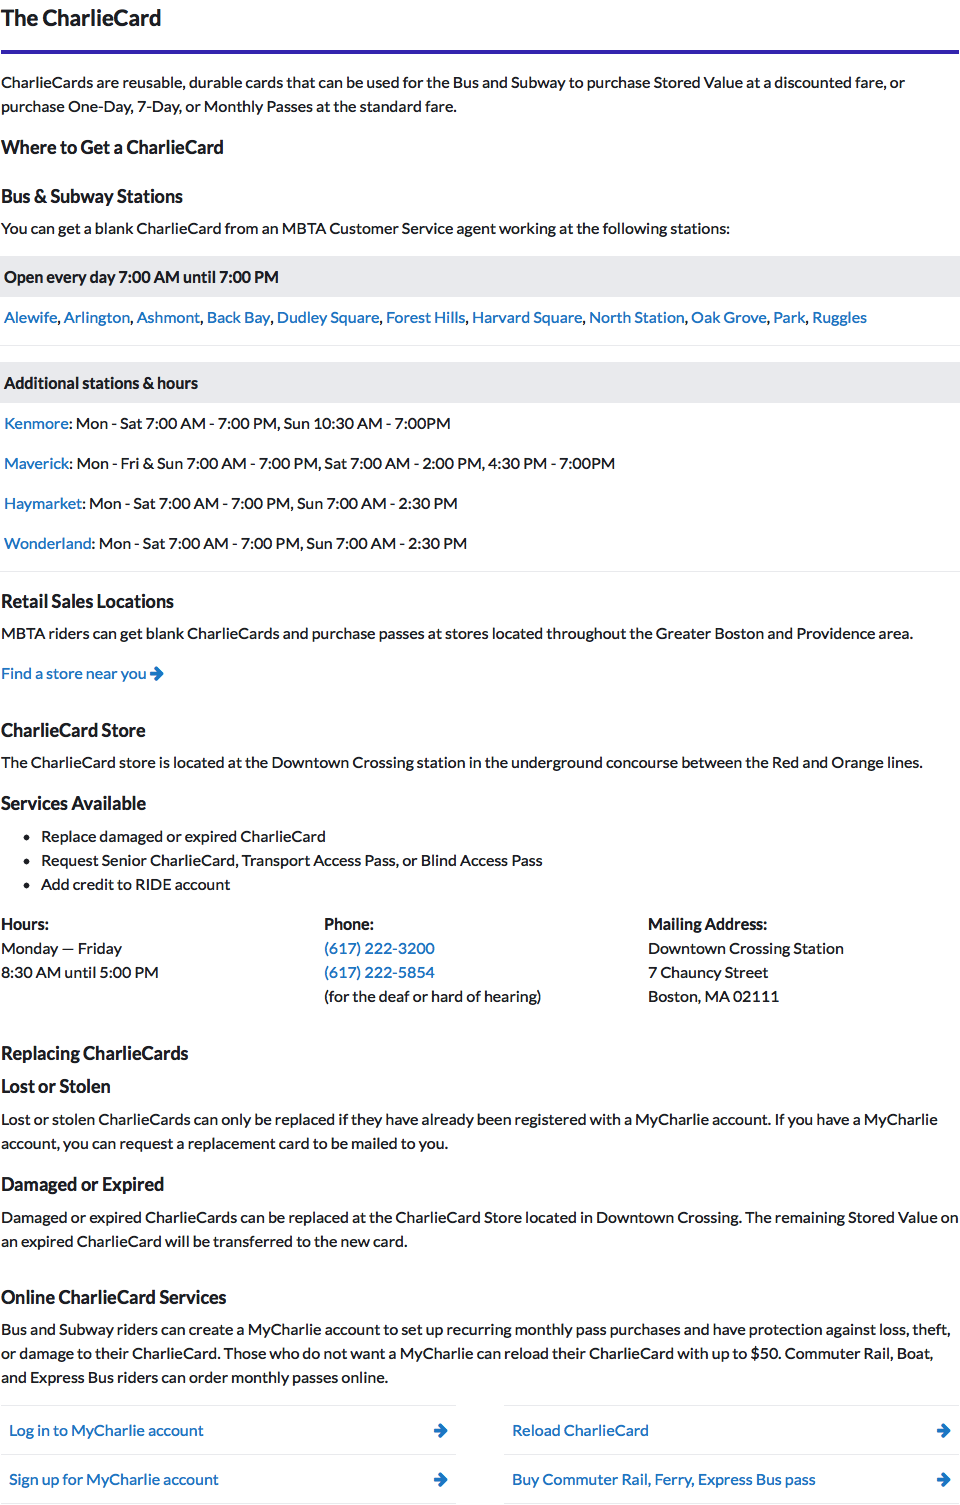 The CharlieCard
CharlieCards are reusable, durable cards that can be used for the Bus and Subway to purchase Stored Value at a discounted fare, or
purchase One-Day, 7-Day, or Monthly Passes at the standard fare.
Where to Get a CharlieCard
Bus & Subway Stations
You can get a blank CharlieCard from an MBTA Customer Service agent working at the following stations:
Open every day 7:00 AM until 7:00 PM
Alewife, Arlington, Ashmont, Back Bay, Dudley Square, Forest Hills, Harvard Square, North Station, Oak Grove, Park, Ruggles
Additional stations & hours
Kenmore: Mon - Sat 7:00 AM - 7:00 PM, Sun 10:30 AM - 7:00PM
Maverick: Mon - Fri & Sun 7:00 AM - 7:00 PM, Sat 7:00 AM - 2:00 PM, 4:30 PM - 7:00PM
Haymarket: Mon - Sat 7:00 AM - 7:00 PM, Sun 7:00 AM - 2:30 PM
Wonderland: Mon - Sat 7:00 AM - 7:00 PM, Sun 7:00 AM - 2:30 PM
Retail Sales Locations
MBTA riders can get blank CharlieCards and purchase passes at stores located throughout the Greater Boston and Providence area.
Find a store near you
CharlieCard Store
The CharlieCard store is located at the Downtown Crossing station in the underground concourse between the Red and Orange lines.
Services Available
• Replace damaged or expired CharlieCard
• Request Senior CharlieCard, Transport Access Pass, or Blind Access Pass
• Add credit to RIDE account
Hours:
Monday — Friday
8:30 AM until 5:00 PM
Phone:
(617) 222-3200
(617) 222-5854
(for the deaf or hard of hearing)
Mailing Address:
Downtown Crossing Station
7 Chauncy Street
Boston, MA 02111
Replacing CharlieCards
Lost or Stolen
Lost or stolen CharlieCards can only be replaced if they have already been registered with a MyCharlie account. If you have a MyCharlie
account, you can request a replacement card to be mailed to you.
Damaged or Expired
Damaged or expired CharlieCards can be replaced at the CharlieCard Store located in Downtown Crossing. The remaining Stored Value on
an expired CharlieCard will be transferred to the new card.
Online CharlieCard Services
Bus and Subway riders can create a MyCharlie account to set up recurring monthly pass purchases and have protection against loss, theft,
or damage to their CharlieCard. Those who do not want a MyCharlie can reload their CharlieCard with up to $50. Commuter Rail, Boat,
and Express Bus riders can order monthly passes online.
Log in to MyCharlie account
Reload CharlieCard
Sign up for MyCharlie account
Buy Commuter Rail, Ferry, Express Bus pass